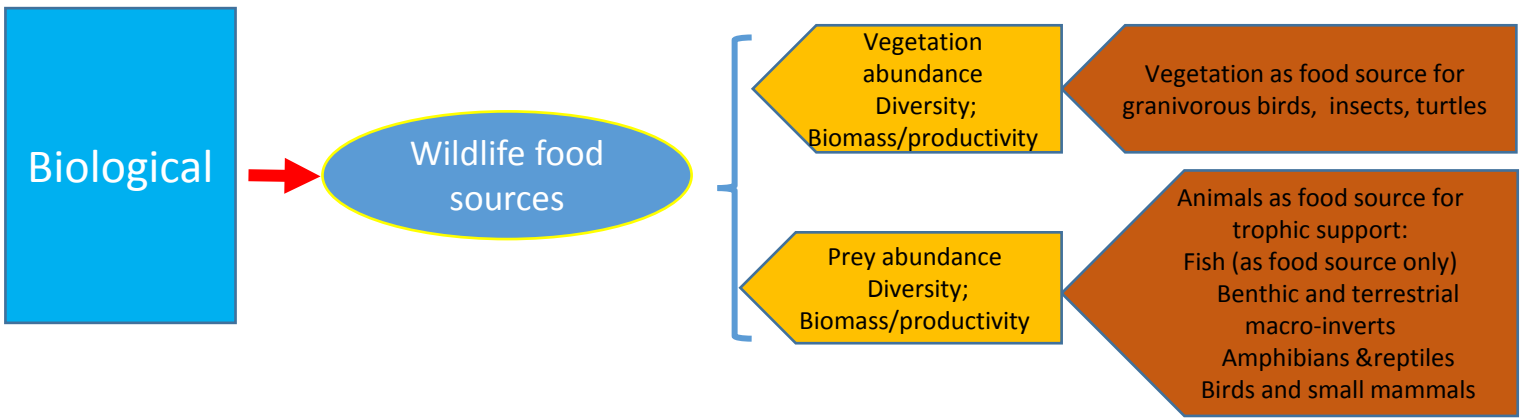 Biological
Wildlife food
sources
Vegetation
abundance
Diversity;
Biomass/productivity
Vegetation as food source for
granivorous birds, insects, turtles
Prey abundance
Diversity;
Biomass/productivity
Animals as food source for
trophic support:
Fish (as food source only)
Benthic and terrestrial
macro-inverts
Amphibians &reptiles
Birds and small mammals